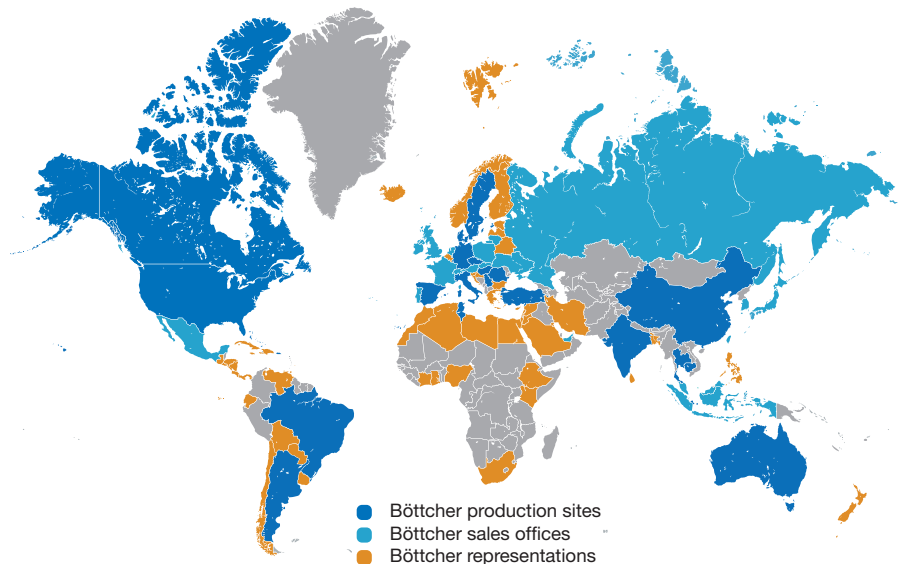 Böttcher production sites
Böttcher sales offices
Böttcher representations